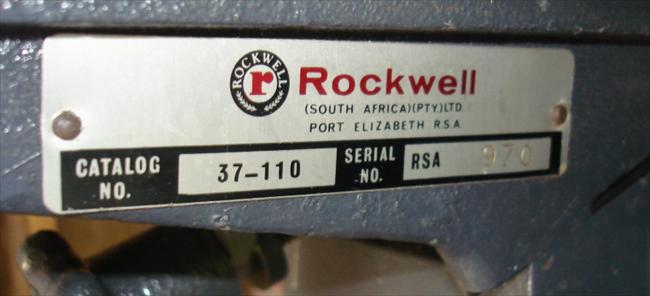 ROCKWELL
r
Rockwell
(SOUTH AFRICA)(PTY)LTD.
PORT ELIZABETH R.S.A.
CATALOG NO. 37-110 SERIAL NO. RSA 970